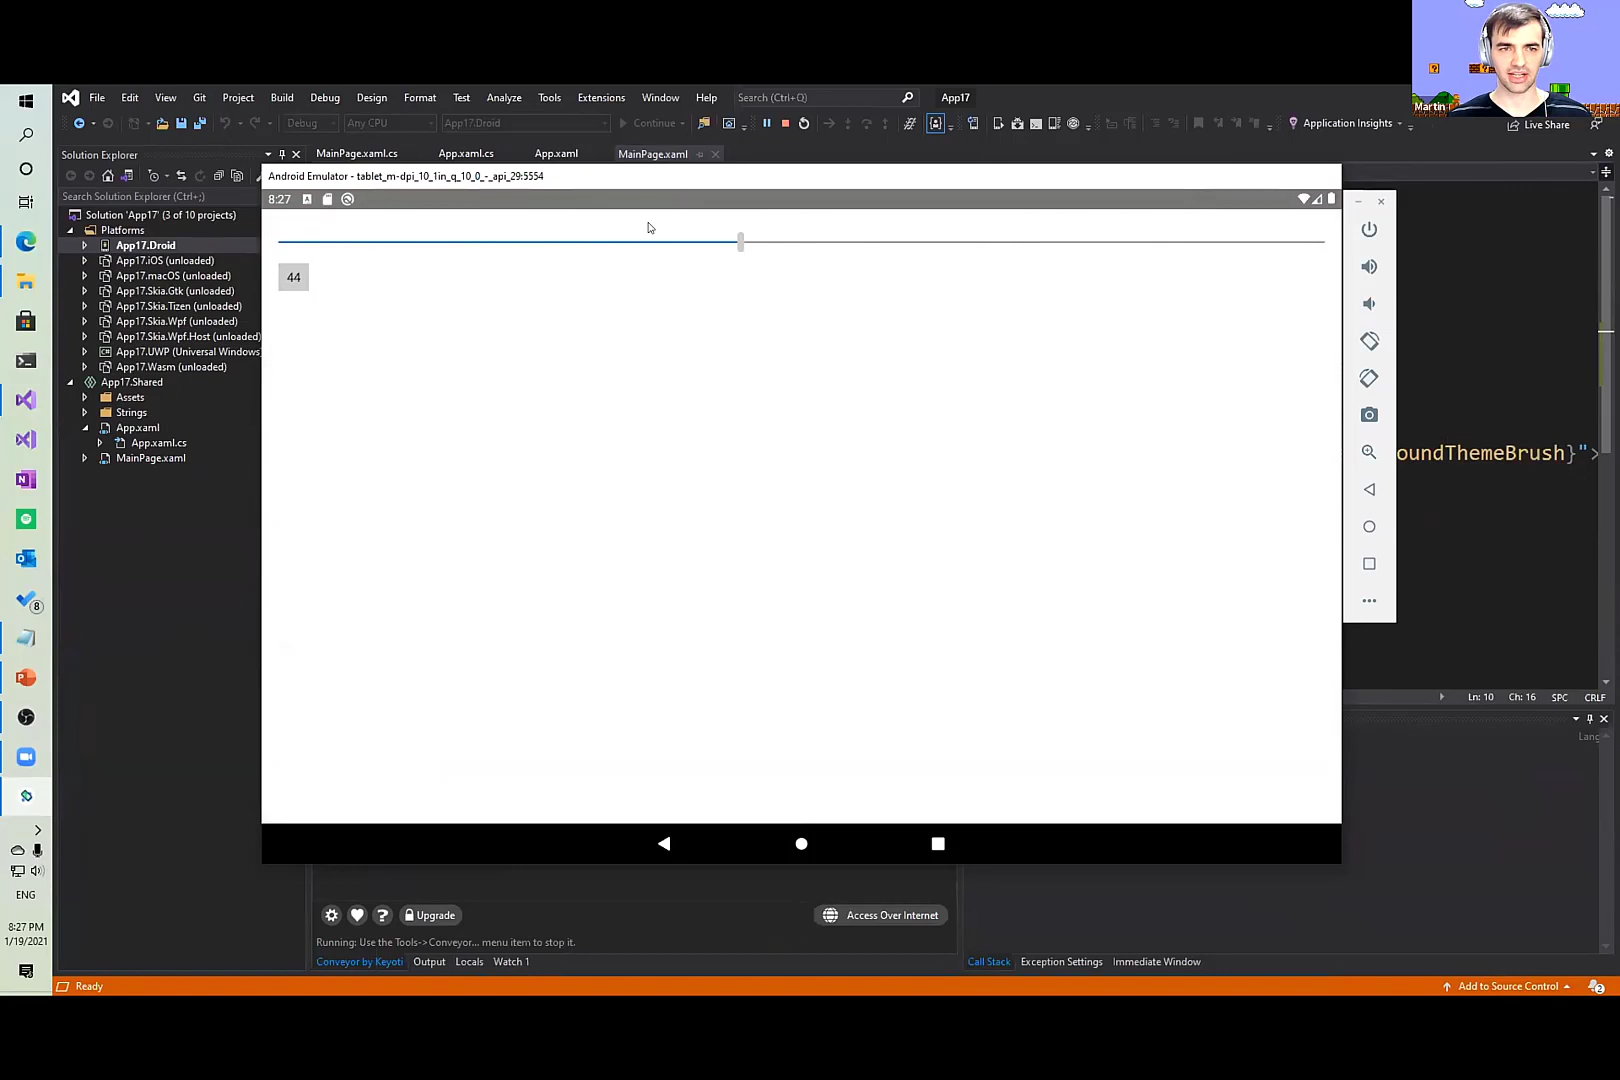 Martin
File Edit View Git Project Build Debug Design Format Test Analyze Tools Extensions Window Help Search (Ctrl+Q) App17
Debug Any CPU App17.Droid Continue Application Insights Live Share
Solution Explorer MainPage.xaml.cs App.xaml.cs App.xaml MainPage.xaml
Android Emulator - tablet_m-dpi_10_1in_q_10_0_-_api_29:5554
Search Solution Explorer (Ctrl+;)
8:27
Solution 'App17' (3 of 10 projects)
Platforms
App17.Droid
App17.iOS (unloaded)
App17.macOS (unloaded)
App17.Skia.Gtk (unloaded)
App17.Skia.Tizen (unloaded)
App17.Skia.Wpf (unloaded)
App17.Skia.Wpf.Host (unloaded)
App17.UWP (Universal Windows)
App17.Wasm (unloaded)
App17.Shared
Assets
Strings
App.xaml
App.xaml.cs
MainPage.xaml
44
oundThemeBrush}">
Ln: 10 Ch: 16 SPC CRLF
Lang
8
ENG
8:27 PM
1/19/2021
Upgrade Access Over Internet
Running: Use the Tools->Conveyor... menu item to stop it.
Conveyor by Keyoti Output Locals Watch 1 Call Stack Exception Settings Immediate Window
Ready Add to Source Control 2